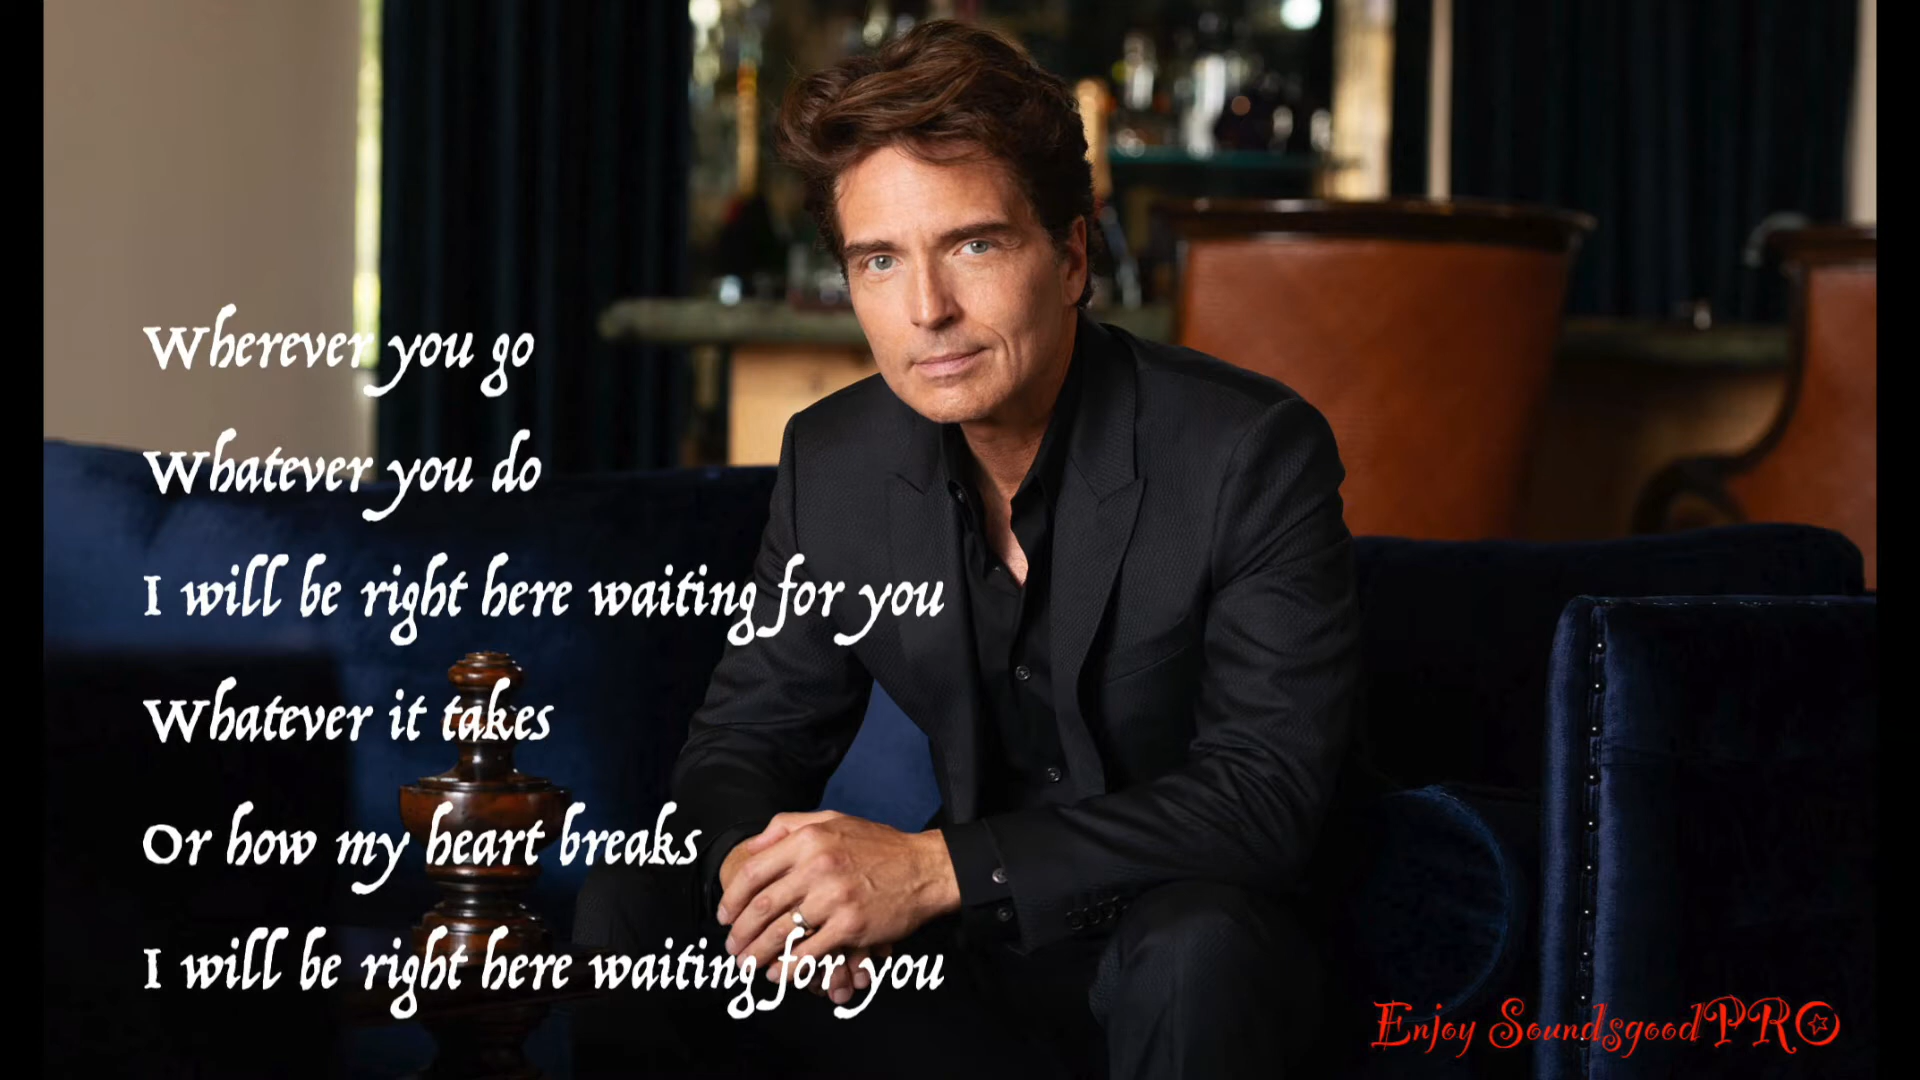 Wherever you go
Whatever you do
I will be right here waiting for you
Whatever it takes
Or how my heart breaks
I will be right here waiting for you
Enjoy SoundsgoodPRO